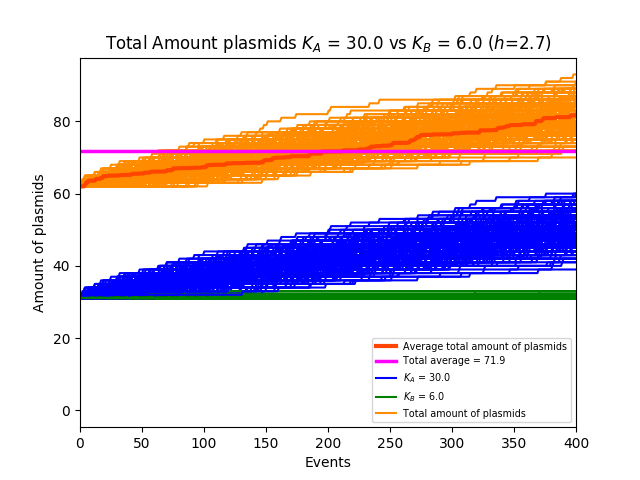 Total Amount plasmids K_A = 30.0 vs K_B = 6.0 (h=2.7)
Amount of plasmids
80
60
40
20
0
Average total amount of plasmids
Total average = 71.9
K_A = 30.0
K_B = 6.0
Total amount of plasmids
0 50 100 150 200 250 300 350 400
Events